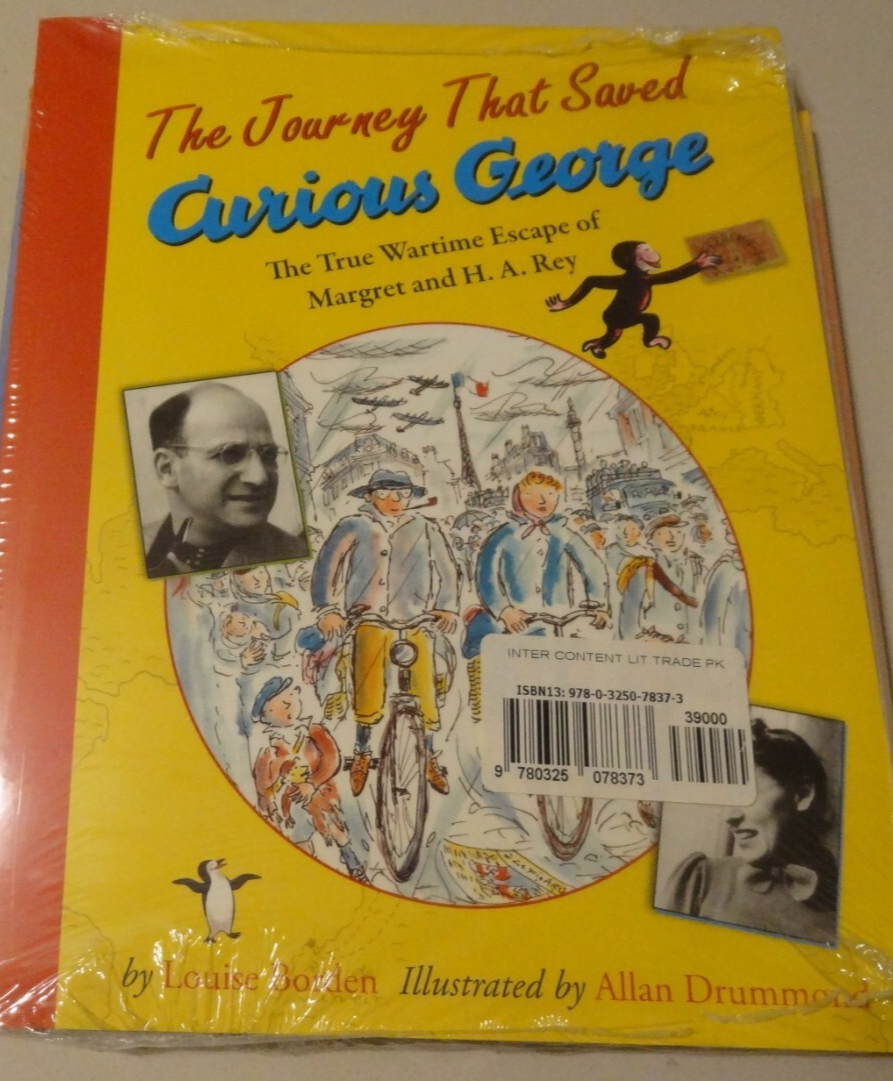 The Journey That Saved
Curious George
The True Wartime Escape of
Margret and H. A. Rey
GERMANY
INTER CONTENT LIT TRADE PK
ISBN13: 978-0-3250-7837-3
39000
9 780325 078373
by Louise Borden Illustrated by Allan Drummond